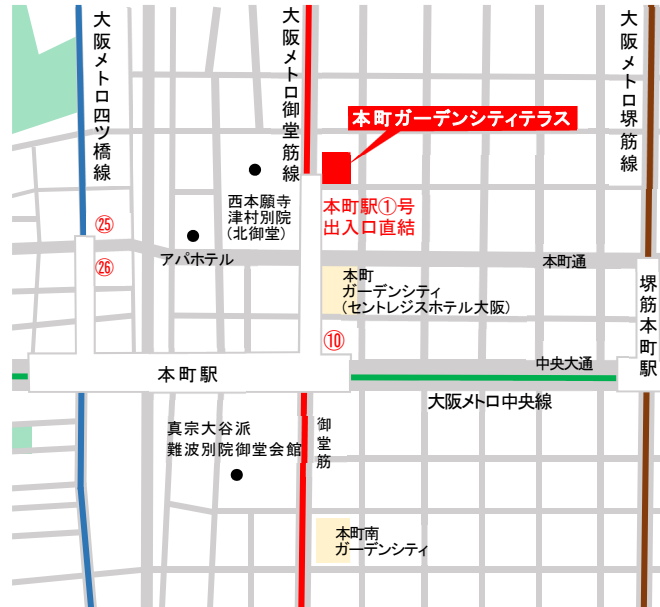 大阪メトロ四ツ橋線
大阪メトロ御堂筋線
大阪メトロ堺筋線
本町ガーデンシティテラス
西本願寺
津村別院
(北御堂)
本町駅①号
出入口直結
㉕
㉖
アパホテル
本町通
本町
ガーデンシティ
(セントレジスホテル大阪)
堺筋本町駅
⑩
中央大通
本町駅
大阪メトロ中央線
真宗大谷派
難波別院御堂会館
御堂筋
本町南
ガーデンシティ